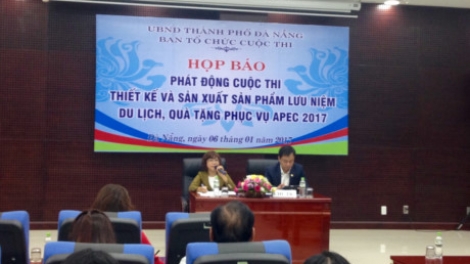 UBND THÀNH PHỐ ĐÀ NẴNG
BAN TỔ CHỨC CUỘC THI
HỌP BÁO
PHÁT ĐỘNG CUỘC THI
THIẾT KẾ VÀ SẢN XUẤT SẢN PHẨM LƯU NIỆM
DU LỊCH, QUÀ TẶNG PHỤC VỤ APEC 2017
Đà Nẵng, ngày 06 tháng 01 năm 2017